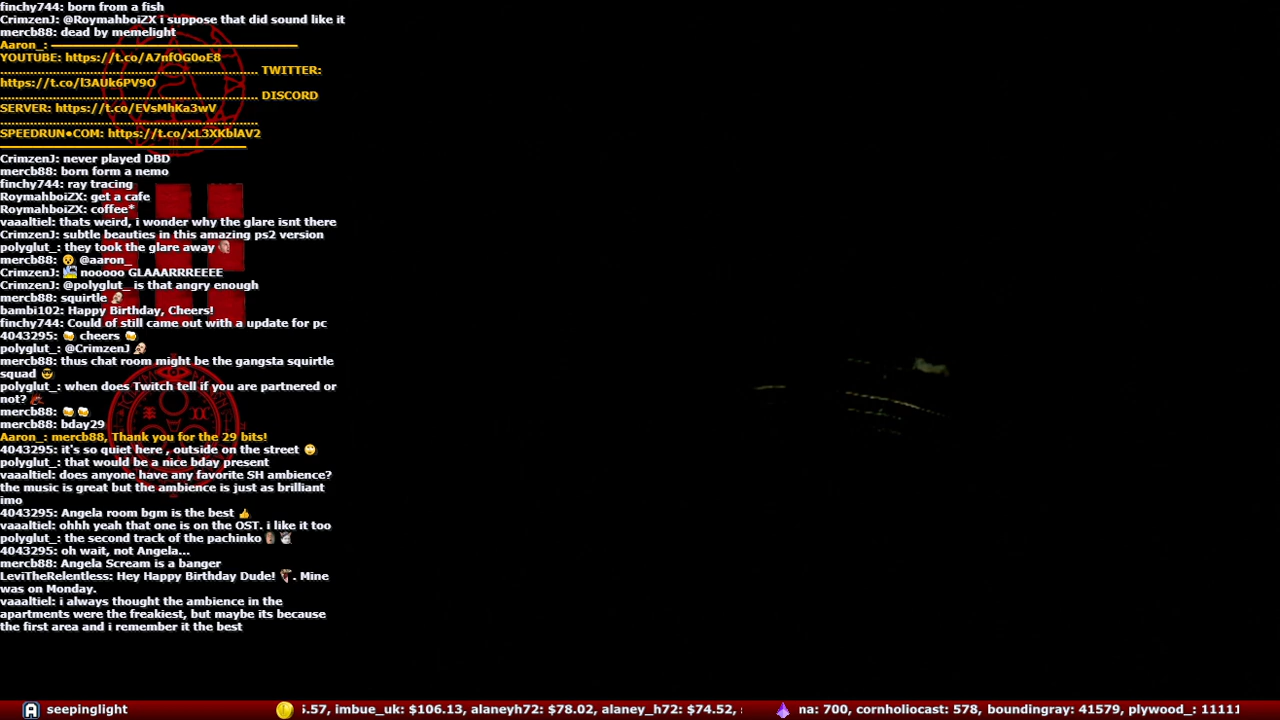 finchy744: born from a fish
CrimzenJ: @RoymahboiZX i suppose that did sound like it
mercb88: dead by memelight
Aaron_:
YOUTUBE: https://t.co/A7nfOG0oE8
TWITTER:
https://t.co/l3AUk6PV9O
DISCORD
SERVER: https://t.co/EVsMhKa3wV
SPEEDRUN●COM: https://t.co/xL3XKblAV2
CrimzenJ: never played DBD
mercb88: born form a nemo
finchy744: ray tracing
RoymahboiZX: get a cafe
RoymahboiZX: coffee*
vaaaltiel: thats weird, i wonder why the glare isnt there
CrimzenJ: subtle beauties in this amazing ps2 version
polyglut_: they took the glare away
mercb88: 😵 @aaron_
CrimzenJ: nooooo GLAAARRREEEE
CrimzenJ: @polyglut_ is that angry enough
mercb88: squirtle
bambi102: Happy Birthday, Cheers!
finchy744: Could of still came out with a update for pc
4043295: 🍻 cheers 🍻
polyglut_: @CrimzenJ
mercb88: thus chat room might be the gangsta squirtle
squad 😎
polyglut_: when does Twitch tell if you are partnered or
not?
mercb88: 🍻🍻
mercb88: bday29
Aaron_: mercb88, Thank you for the 29 bits!
4043295: it's so quiet here , outside on the street 🙄
polyglut_: that would be a nice bday present
vaaaltiel: does anyone have any favorite SH ambience?
the music is great but the ambience is just as brilliant
imo
4043295: Angela room bgm is the best 👍
vaaaltiel: ohhh yeah that one is on the OST. i like it too
polyglut_: the second track of the pachinko
4043295: oh wait, not Angela...
mercb88: Angela Scream is a banger
LeviTheRelentless: Hey Happy Birthday Dude! 🍕. Mine
was on Monday.
vaaaltiel: i always thought the ambience in the
apartments were the freakiest, but maybe its because
the first area and i remember it the best
A seepinglight
5.57, imbue_uk: $106.13, alaneyh72: $78.02, alaney_h72: $74.52,
na: 700, cornholiocast: 578, boundingray: 41579, plywood_: 11111